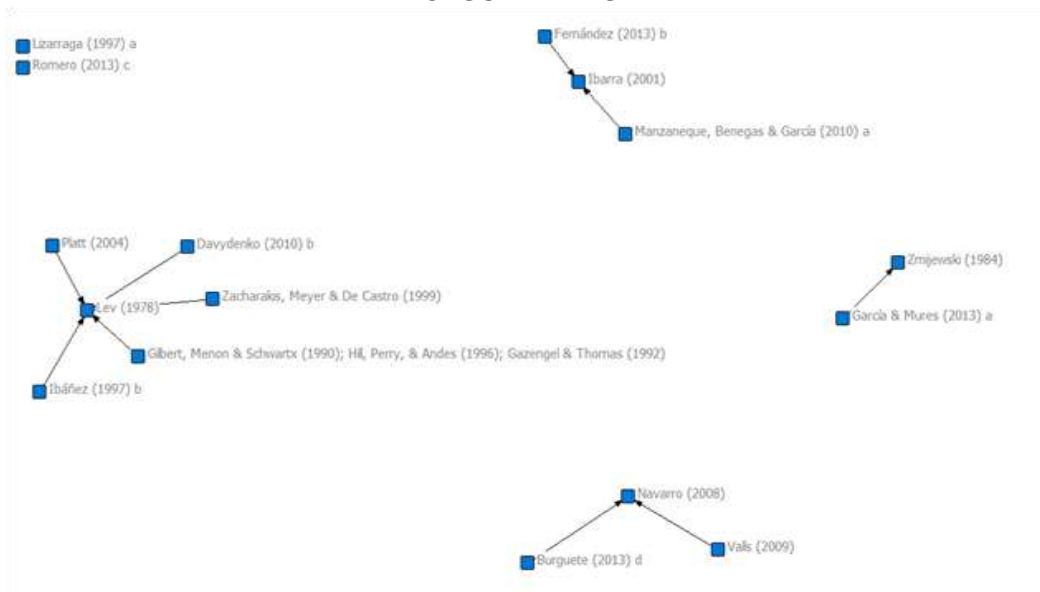 Lizarraga (1997) a
Romero (2013) c
Fernández (2013) b
Ibarra (2001)
Manzaneque, Benegas & García (2010) a
Platt (2004)
Davydenko (2010) b
Zmijewski (1984)
Zacharakis, Meyer & De Castro (1999)
Lev (1978)
García & Mures (2013) a
Gilbert, Menon & Schwartx (1990); Hil, Perry, & Andes (1996); Gazengel & Thomas (1992)
Ibáñez (1997) b
Navarro (2008)
Valls (2009)
Burguete (2013) d